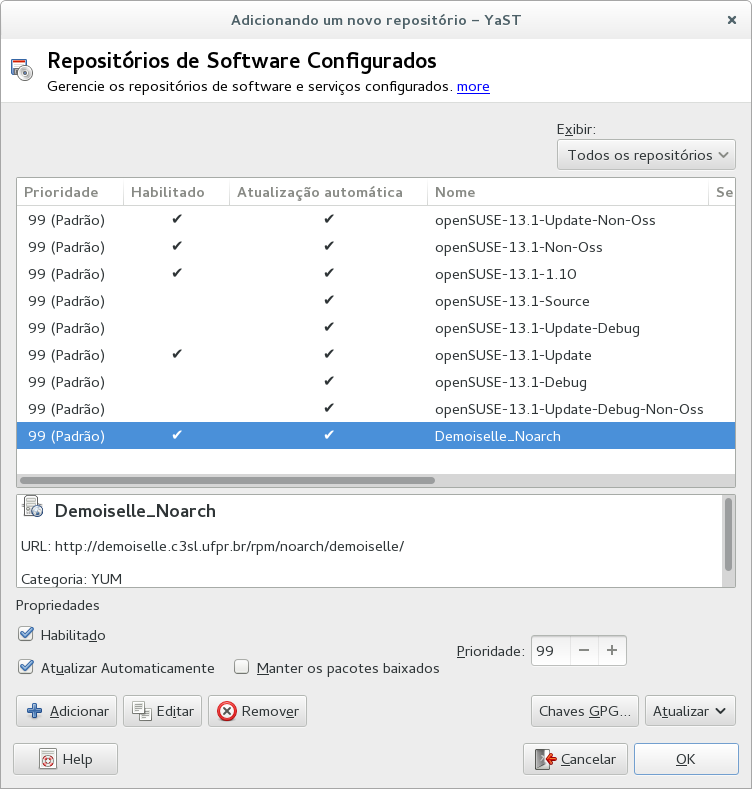 Adicionando um novo repositório – YaST
Repositórios de Software Configurados
Gerencie os repositórios de software e serviços configurados. more
Exibir:
Todos os repositórios
Prioridade Habilitado Atualização automática Nome Se
99 (Padrão) ✔ ✔ openSUSE-13.1-Update-Non-Oss
99 (Padrão) ✔ ✔ openSUSE-13.1-Non-Oss
99 (Padrão) ✔ ✔ openSUSE-13.1-1.10
99 (Padrão) ✔ openSUSE-13.1-Source
99 (Padrão) ✔ openSUSE-13.1-Update-Debug
99 (Padrão) ✔ ✔ openSUSE-13.1-Update
99 (Padrão) ✔ openSUSE-13.1-Debug
99 (Padrão) ✔ openSUSE-13.1-Update-Debug-Non-Oss
99 (Padrão) ✔ ✔ Demoiselle_Noarch
Demoiselle_Noarch
URL: http://demoiselle.c3sl.ufpr.br/rpm/noarch/demoiselle/
Categoria: YUM
Propriedades
Habilitado
Prioridade: 99
Atualizar Automaticamente Manter os pacotes baixados
Adicionar Editar Remover Chaves GPG... Atualizar
Help Cancelar OK